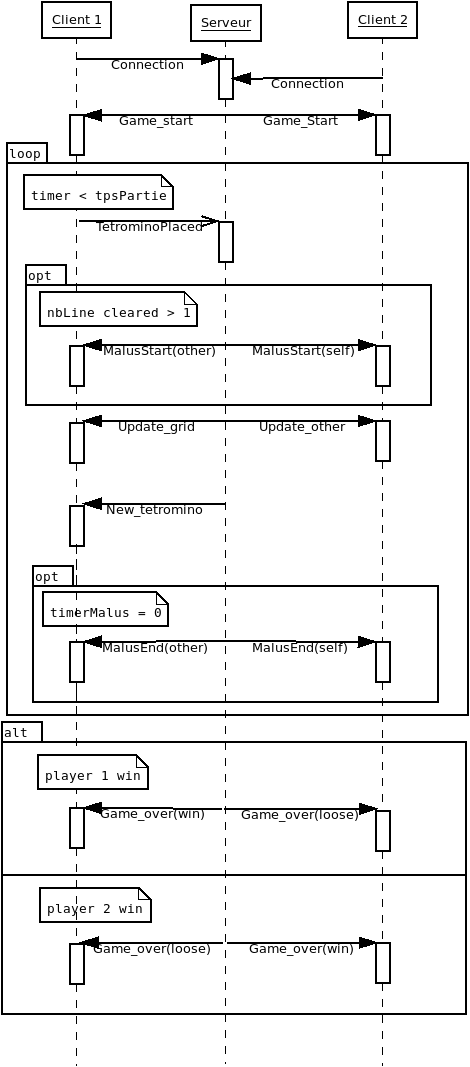 Client 1
Serveur
Client 2
Connection
Connection
Game_start
Game_Start
loop
timer < tpsPartie
TetrominoPlaced
opt
nbLine cleared > 1
MalusStart(other)
MalusStart(self)
Update_grid
Update_other
New_tetromino
opt
timerMalus = 0
MalusEnd(other)
MalusEnd(self)
alt
player 1 win
Game_over(win)
Game_over(loose)
player 2 win
Game_over(loose)
Game_over(win)